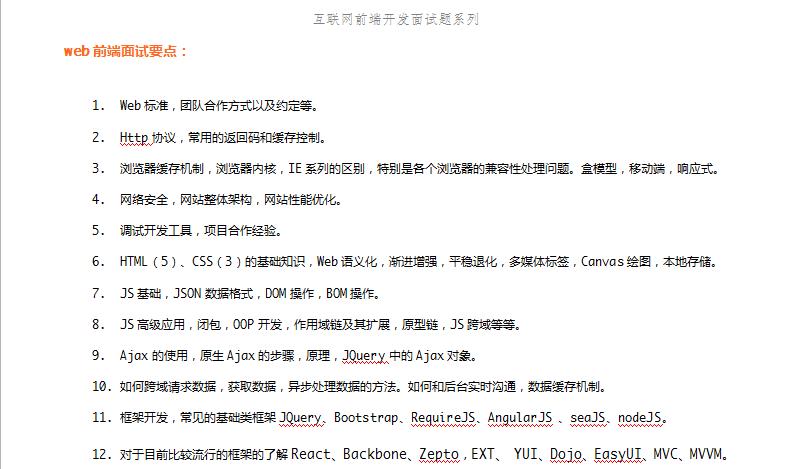 互联网前端开发面试题系列
web 前端面试要点：
1. Web 标准，团队合作方式以及约定等。
2. Http 协议，常用的返回码和缓存控制。
3. 浏览器缓存机制，浏览器内核，IE 系列的区别，特别是各个浏览器的兼容性处理问题。盒模型，移动端，响应式。
4. 网络安全，网站整体架构，网站性能优化。
5. 调试开发工具，项目合作经验。
6. HTML（5）、CSS（3）的基础知识，Web 语义化，渐进增强，平稳退化，多媒体标签，Canvas 绘图，本地存储。
7. JS 基础，JSON 数据格式，DOM 操作，BOM 操作。
8. JS 高级应用，闭包，OOP 开发，作用域链及其扩展，原型链，JS 跨域等等。
9. Ajax 的使用，原生 Ajax 的步骤，原理，JQuery 中的 Ajax 对象。
10. 如何跨域请求数据，获取数据，异步处理数据的方法。如何和后台实时沟通，数据缓存机制。
11. 框架开发，常见的基础类框架 JQuery、Bootstrap、RequireJS、AngularJS 、seaJS、nodeJS。
12. 对于目前比较流行的框架的了解 React、Backbone、Zepto，EXT、 YUI、Dojo、EasyUI、MVC、MVVM。